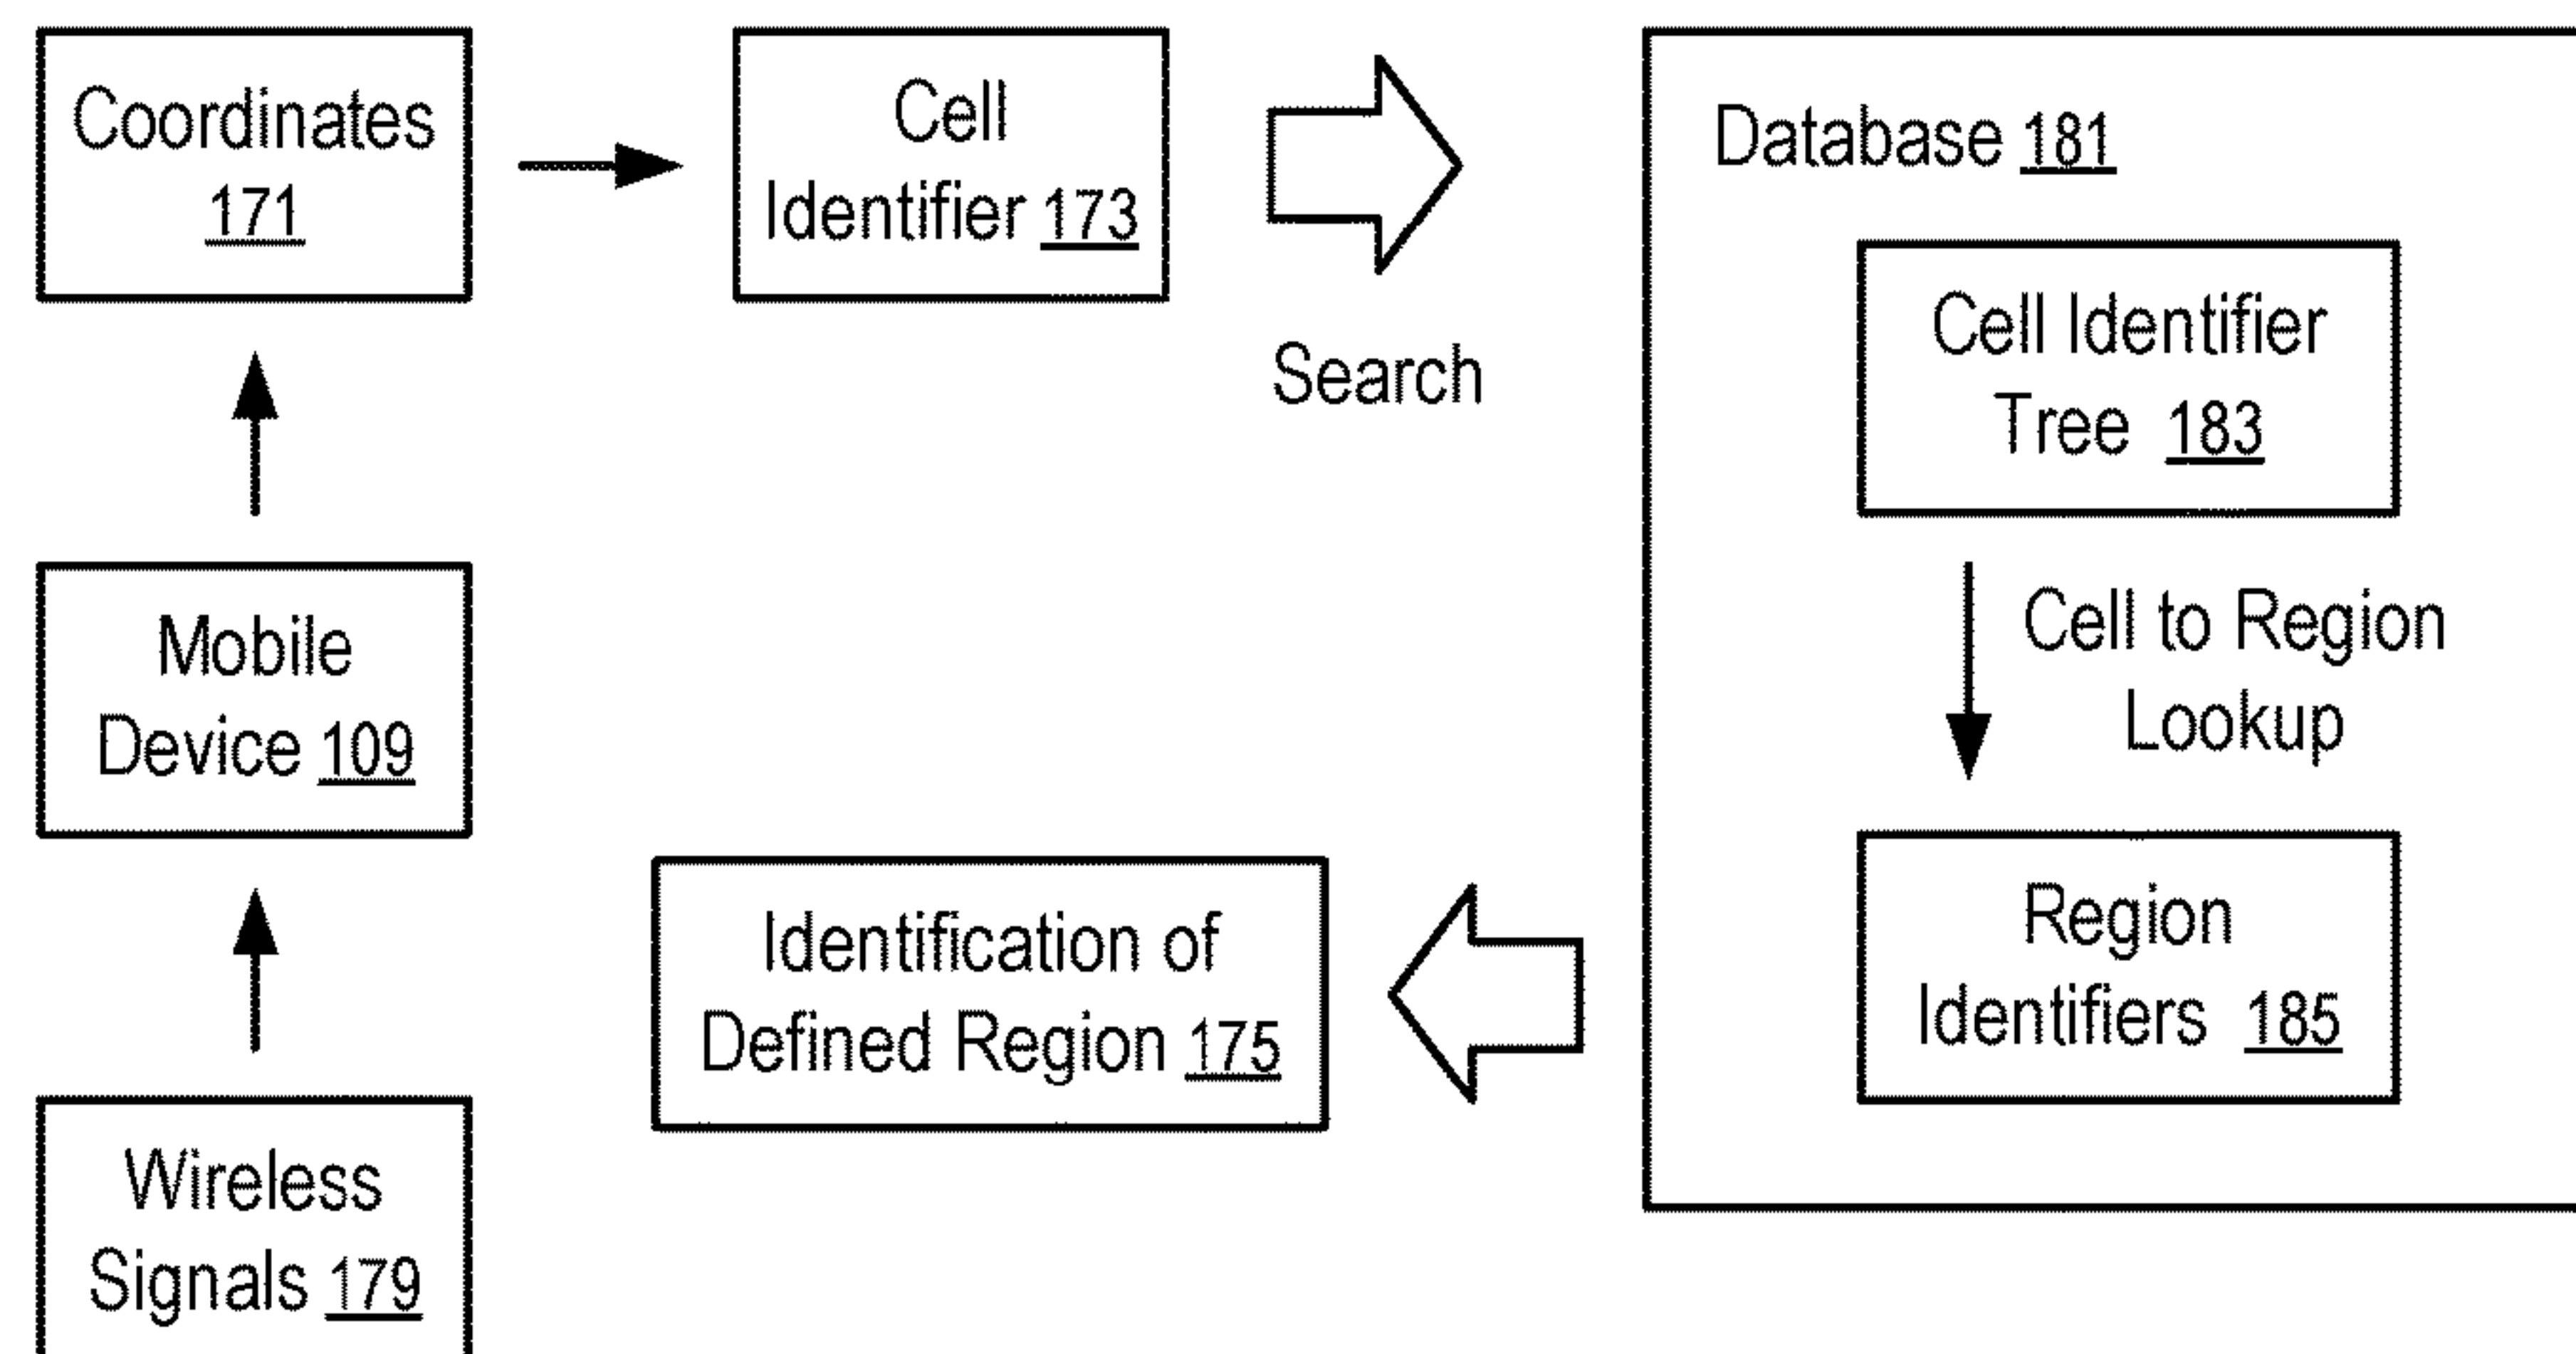 Coordinates
171
Cell
Identifier 173
Search
Database 181
Cell Identifier
Tree 183
Cell to Region
Lookup
Region
Identifiers 185
Mobile
Device 109
Identification of
Defined Region 175
Wireless
Signals 179